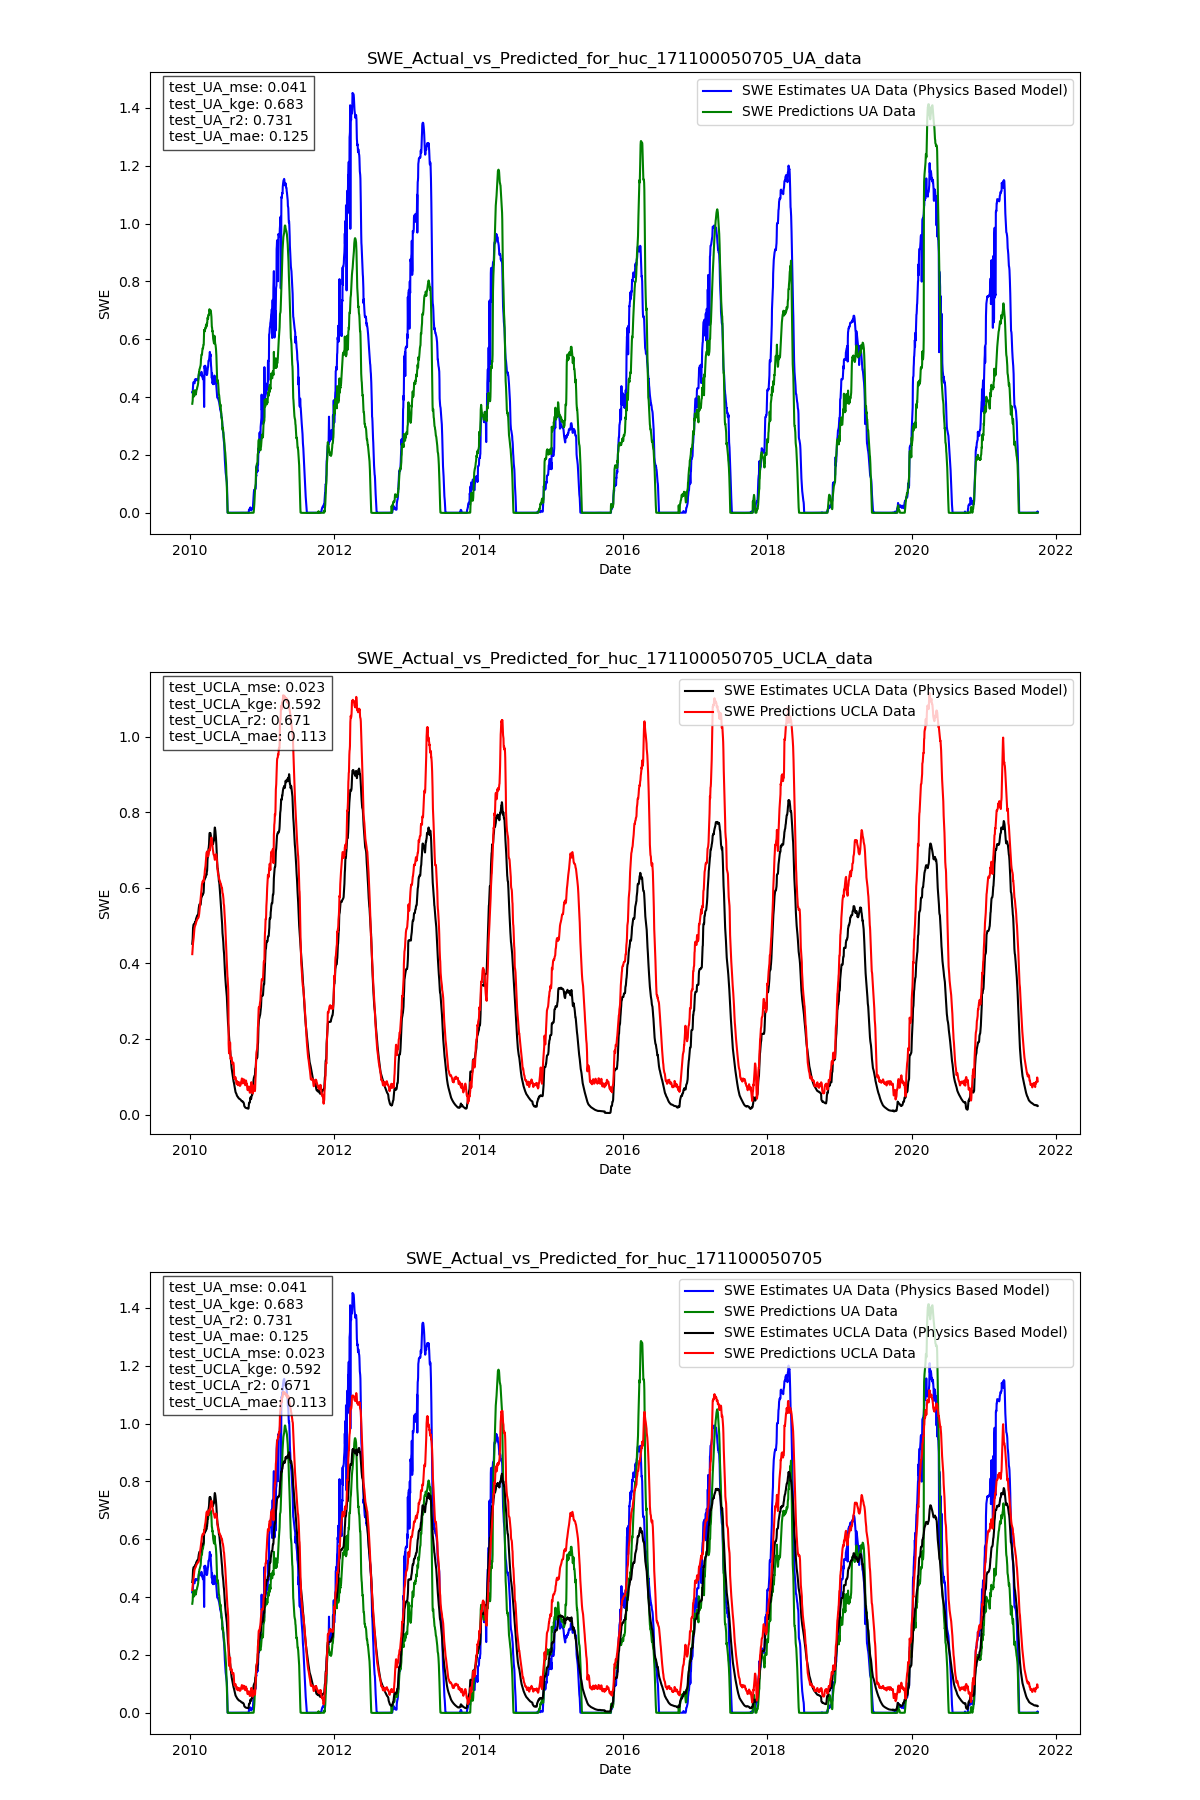 SWE_Actual_vs_Predicted_for_huc_171100050705_UA_data
test_UA_mse: 0.041
test_UA_kge: 0.683
test_UA_r2: 0.731
test_UA_mae: 0.125
SWE Estimates UA Data (Physics Based Model)
SWE Predictions UA Data
1.4
1.2
1.0
0.8
0.6
0.4
0.2
0.0
SWE
2010 2012 2014 2016 2018 2020 2022
Date
SWE_Actual_vs_Predicted_for_huc_171100050705_UCLA_data
test_UCLA_mse: 0.023
test_UCLA_kge: 0.592
test_UCLA_r2: 0.671
test_UCLA_mae: 0.113
SWE Estimates UCLA Data (Physics Based Model)
SWE Predictions UCLA Data
1.0
0.8
0.6
0.4
0.2
0.0
SWE
2010 2012 2014 2016 2018 2020 2022
Date
SWE_Actual_vs_Predicted_for_huc_171100050705
test_UA_mse: 0.041
test_UA_kge: 0.683
test_UA_r2: 0.731
test_UA_mae: 0.125
test_UCLA_mse: 0.023
test_UCLA_kge: 0.592
test_UCLA_r2: 0.671
test_UCLA_mae: 0.113
SWE Estimates UA Data (Physics Based Model)
SWE Predictions UA Data
SWE Estimates UCLA Data (Physics Based Model)
SWE Predictions UCLA Data
1.4
1.2
1.0
0.8
0.6
0.4
0.2
0.0
SWE
2010 2012 2014 2016 2018 2020 2022
Date